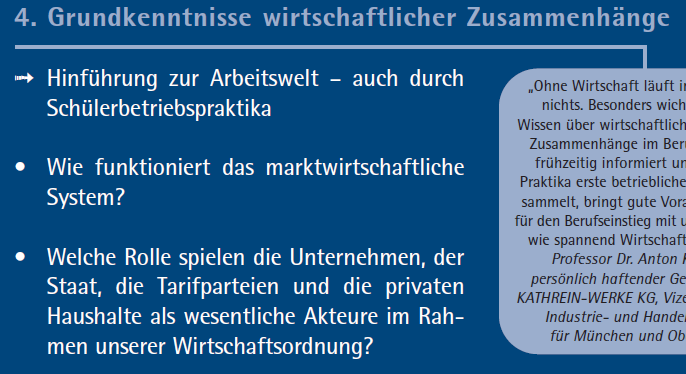 4. Grundkenntnisse wirtschaftlicher Zusammenhänge
➟ Hinführung zur Arbeitswelt – auch durch
Schülerbetriebspraktika
• Wie funktioniert das marktwirtschaftliche
System?
• Welche Rolle spielen die Unternehmen, der
Staat, die Tarifparteien und die privaten
Haushalte als wesentliche Akteure im Rah-
men unserer Wirtschaftsordnung?
„Ohne Wirtschaft läuft
nichts. Besonders
Wissen über
Zusammenhänge im
frühzeitig informiert
Praktika erste
sammelt, bringt gute
für den Berufseinstieg mit
wie spannend
Professor Dr. Anton
persönlich haftender
KATHREIN-WERKE KG,
Industrie- und
für München und